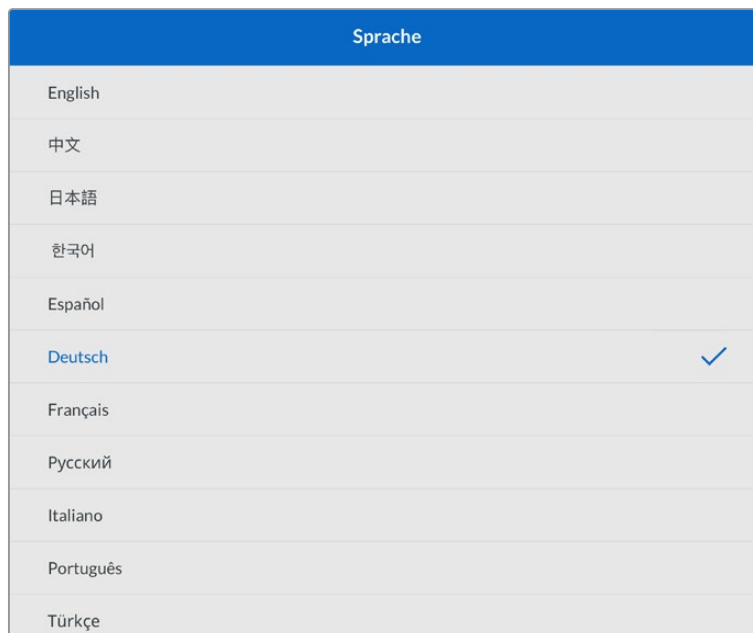 Sprache
English
中文
日本語
한국어
Español
Deutsch
Français
Русский
Italiano
Português
Türkçe